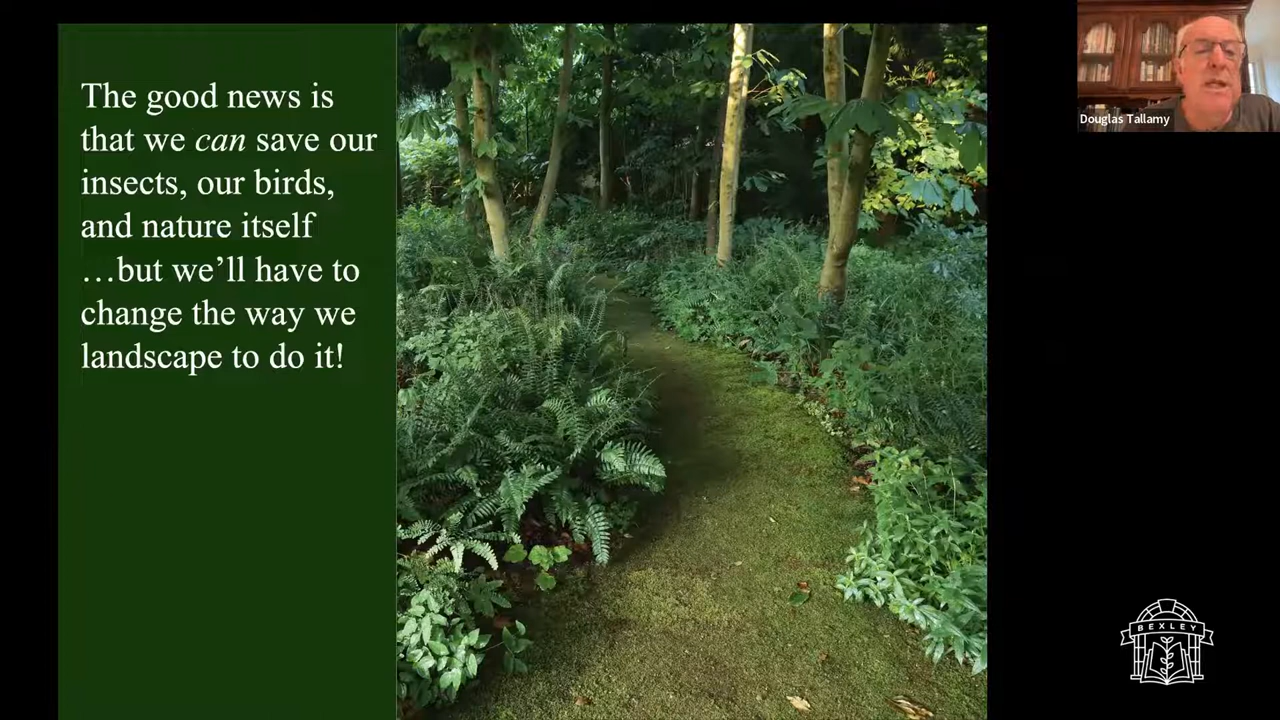 The good news is
that we can save our
insects, our birds,
and nature itself
…but we’ll have to
change the way we
landscape to do it!
Douglas Tallamy
BEXLEY